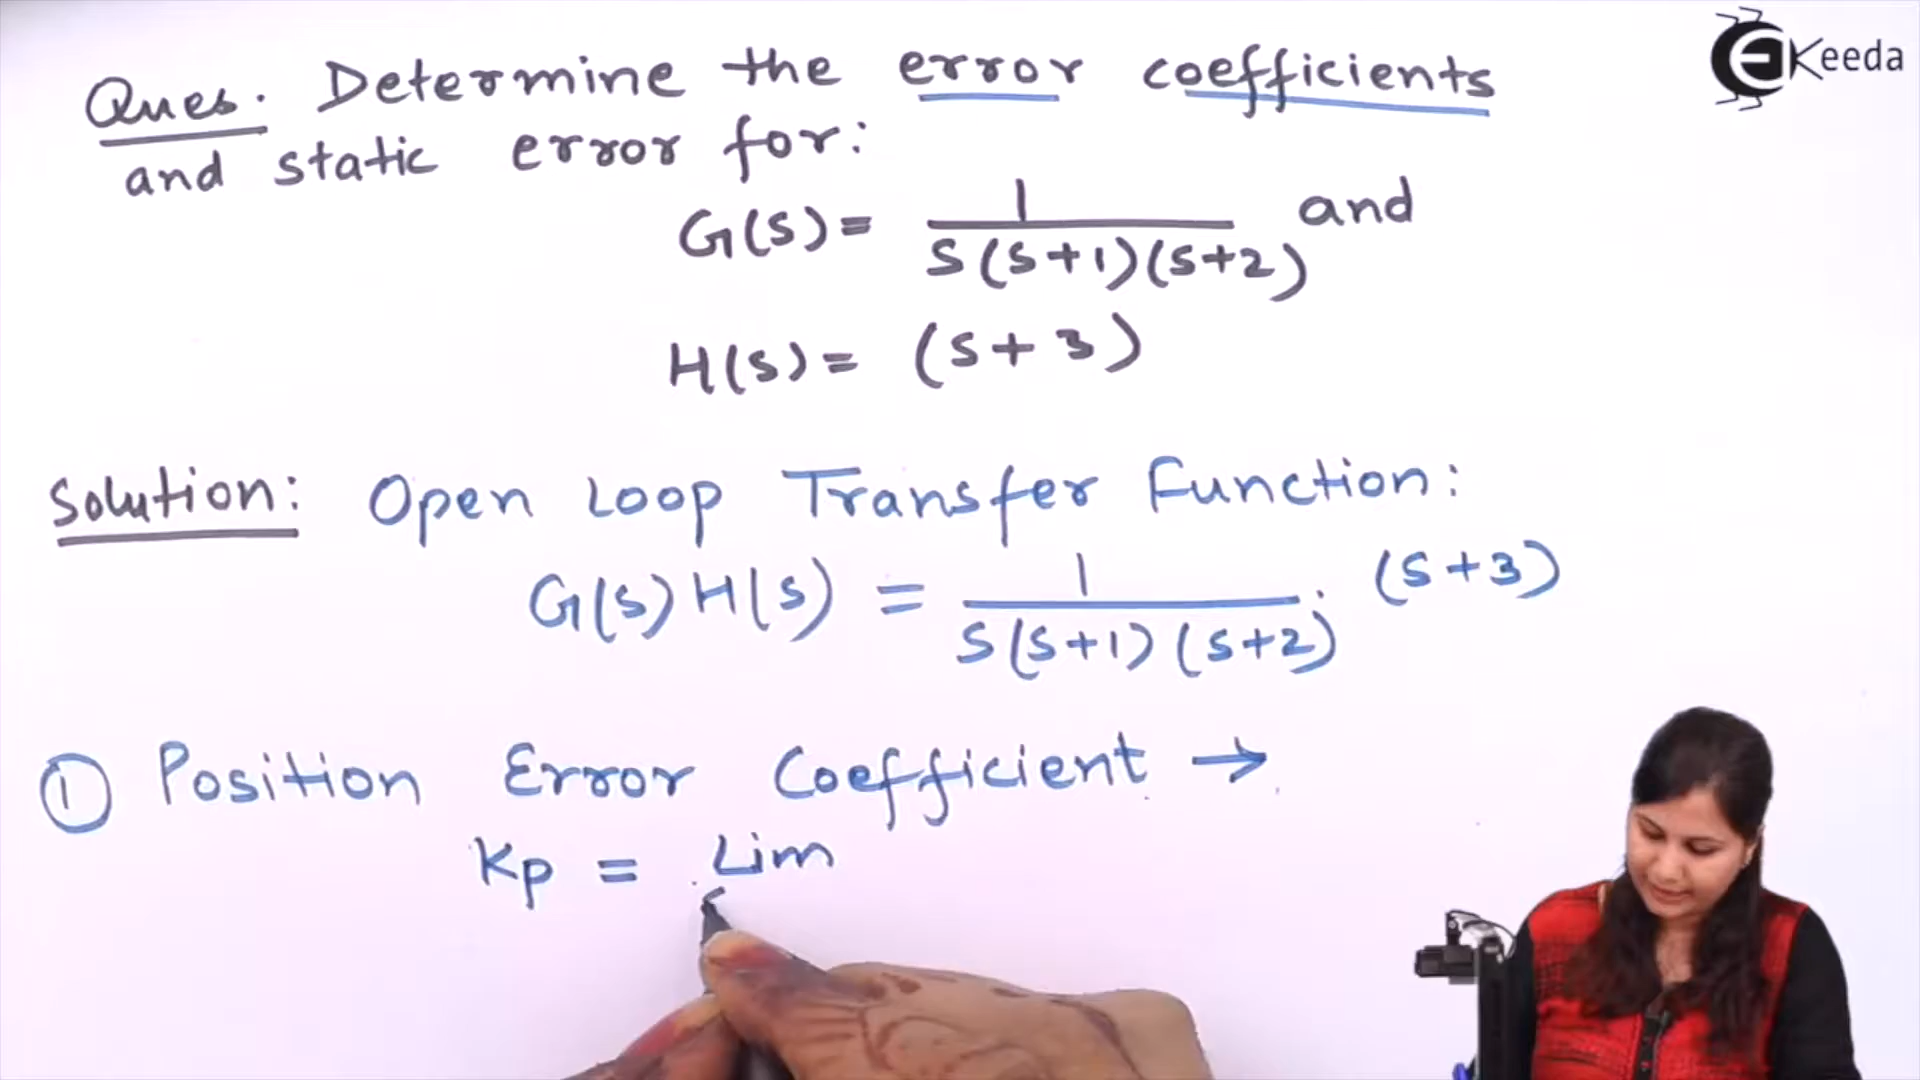 Ques. Determine the error coefficients
and static error for:
G(S) = 1 / S(S+1)(S+2) and
H(S) = (S+3)
Solution: Open Loop Transfer Function:
G(S)H(S) = 1 / S(S+1)(S+2) . (S+3)
① Position Error Coefficient →
Kp = Lim
EKeeda